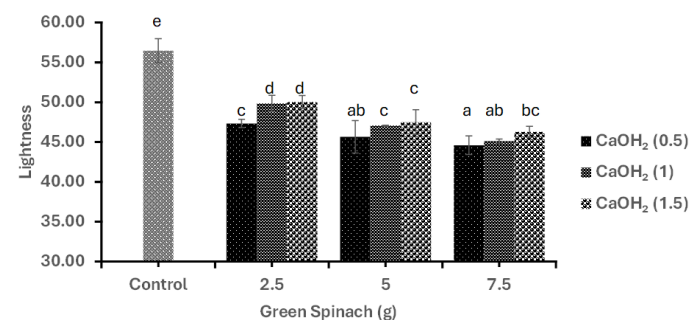 60.00
55.00
50.00
45.00
40.00
35.00
30.00
Lightness
e
c
d
d
ab
c
c
a
ab
bc
Control
2.5
5
7.5
Green Spinach (g)
CaOH₂ (0.5)
CaOH₂ (1)
CaOH₂ (1.5)